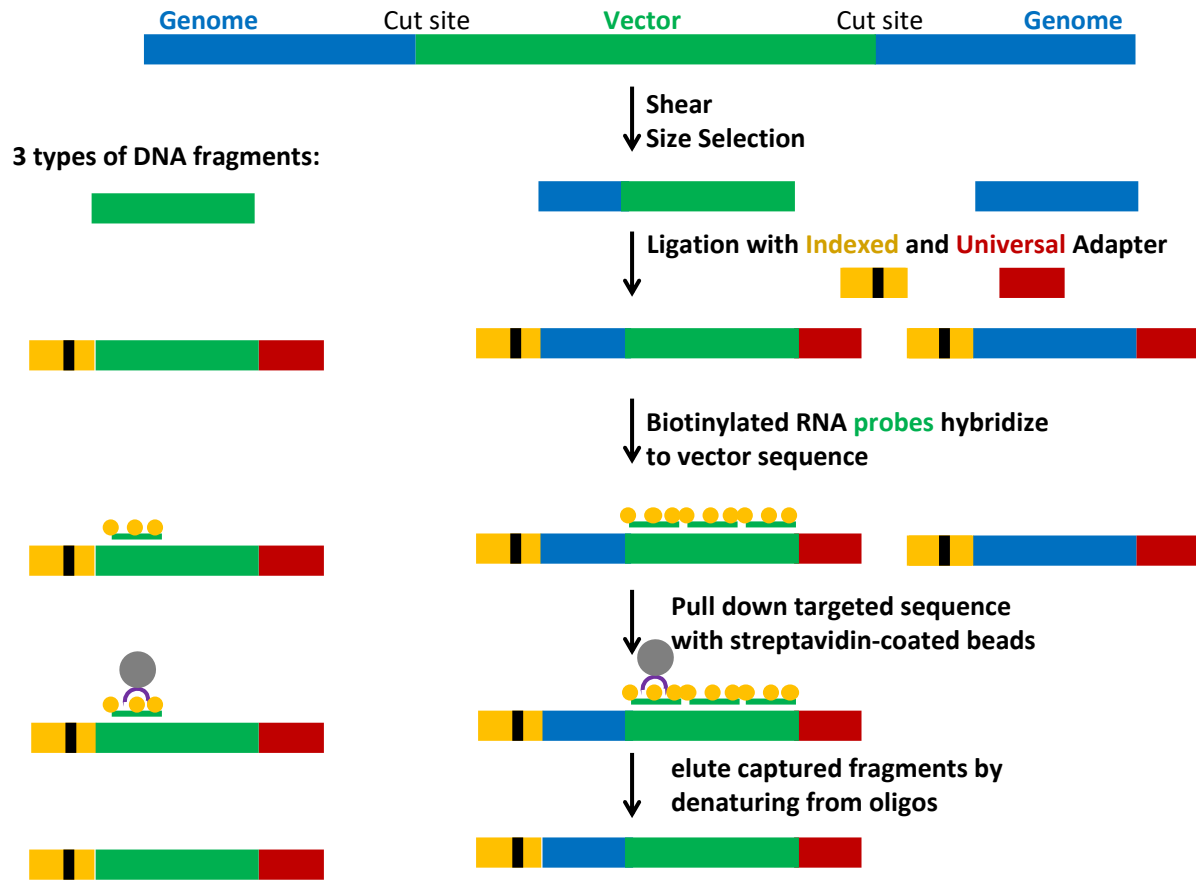 Genome Cut site Vector Cut site Genome
Shear
Size Selection
3 types of DNA fragments:
Ligation with Indexed and Universal Adapter
Biotinylated RNA probes hybridize
to vector sequence
Pull down targeted sequence
with streptavidin-coated beads
elute captured fragments by
denaturing from oligos